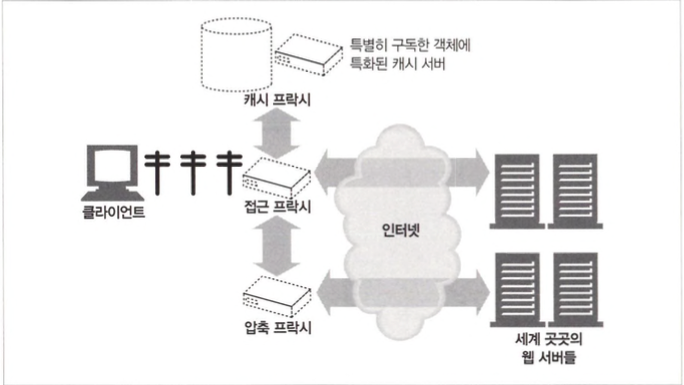 특별히 구독한 객체에
특화된 캐시 서버
캐시 프락시
클라이언트
접근 프락시
인터넷
압축 프락시
세계 곳곳의
웹 서버들